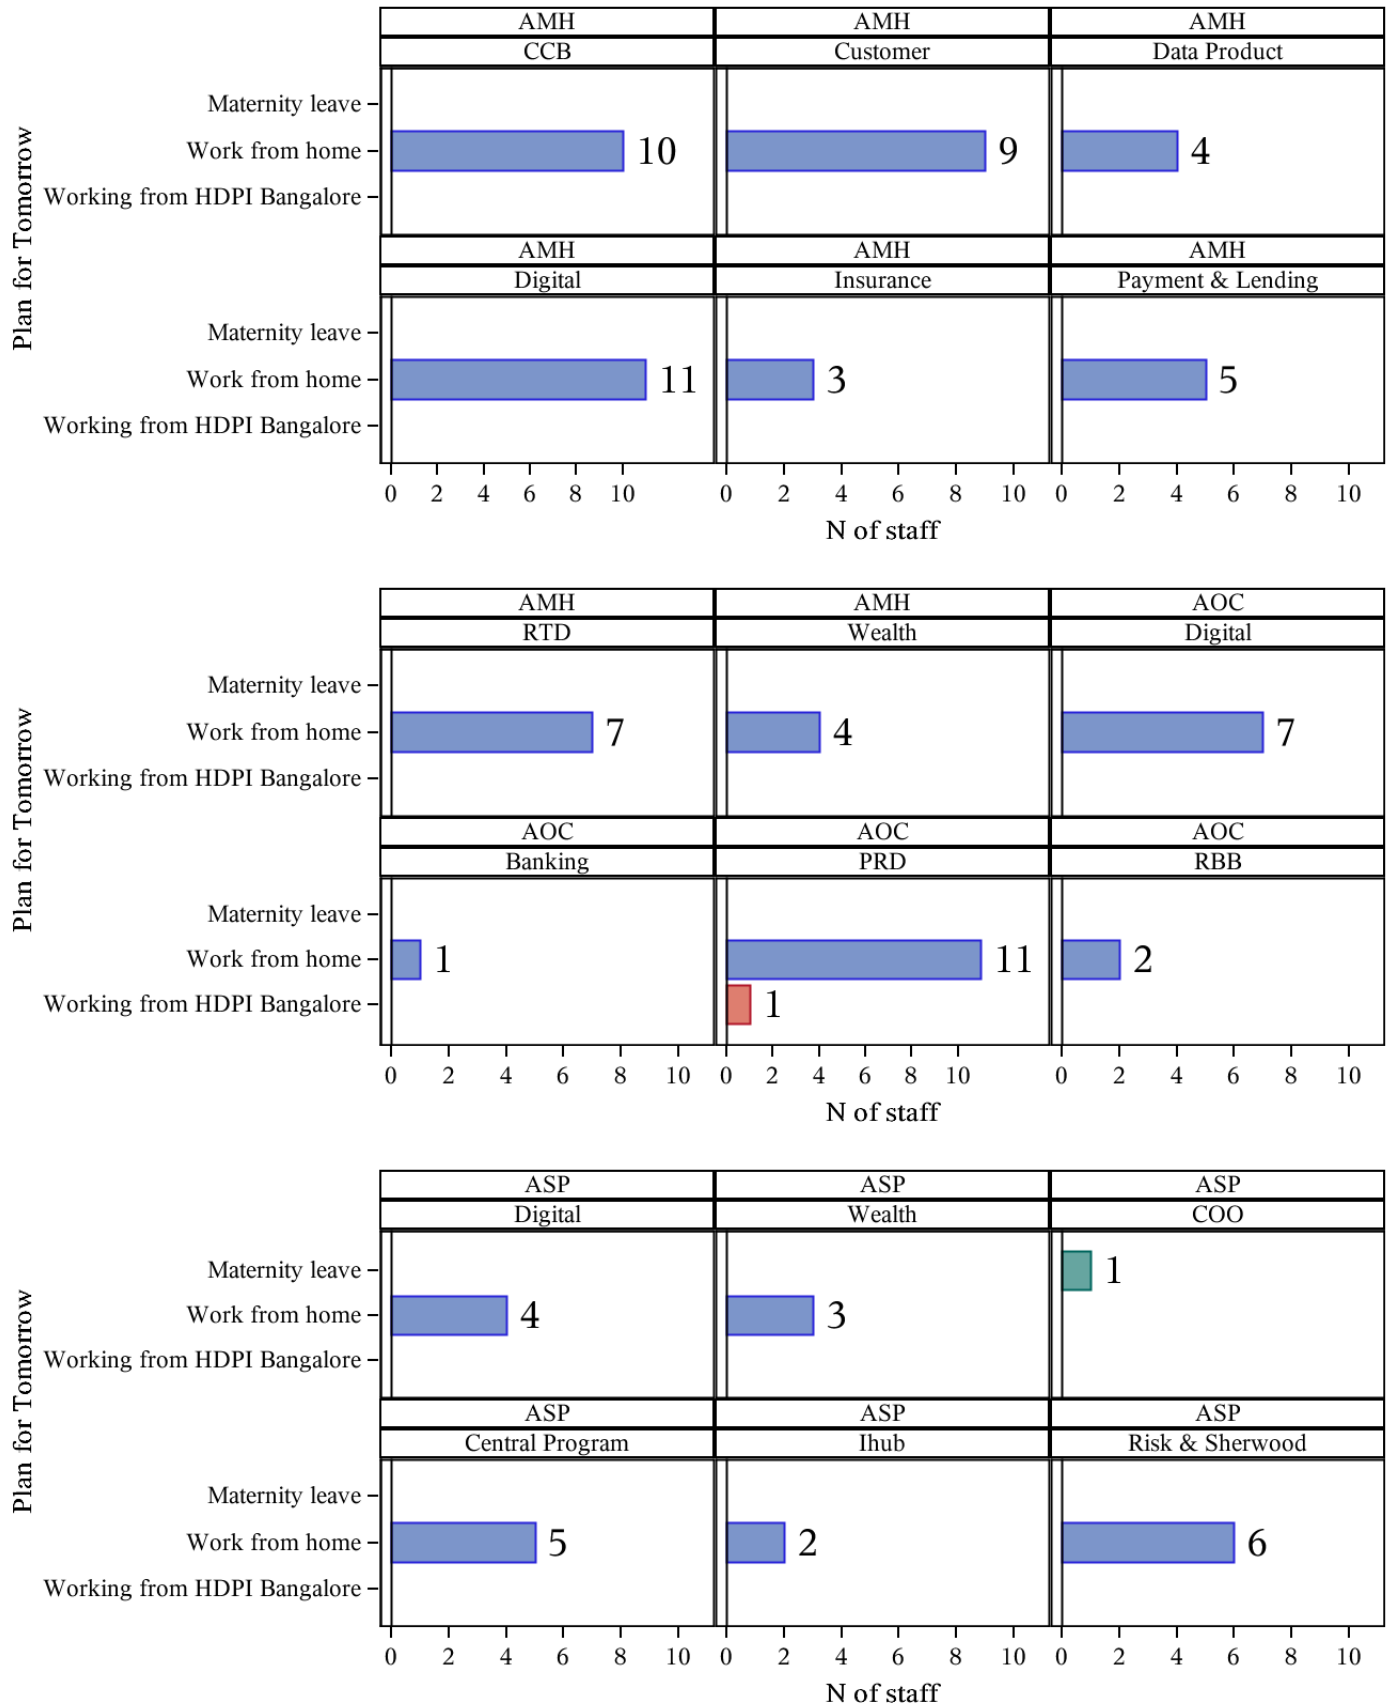 AMH AMH AMH
CCB Customer Data Product
Plan for Tomorrow
Maternity leave
Work from home 10 9 4
Working from HDPI Bangalore
AMH AMH AMH
Digital Insurance Payment & Lending
Maternity leave
Work from home 11 3 5
Working from HDPI Bangalore
0 2 4 6 8 10 0 2 4 6 8 10 0 2 4 6 8 10
N of staff
AMH AMH AOC
RTD Wealth Digital
Plan for Tomorrow
Maternity leave
Work from home 7 4 7
Working from HDPI Bangalore
AOC AOC AOC
Banking PRD RBB
Maternity leave
Work from home 1 11 2
Working from HDPI Bangalore 1
0 2 4 6 8 10 0 2 4 6 8 10 0 2 4 6 8 10
N of staff
ASP ASP ASP
Digital Wealth COO
Plan for Tomorrow
Maternity leave 1
Work from home 4 3
Working from HDPI Bangalore
ASP ASP ASP
Central Program Ihub Risk & Sherwood
Maternity leave
Work from home 5 2 6
Working from HDPI Bangalore
0 2 4 6 8 10 0 2 4 6 8 10 0 2 4 6 8 10
N of staff